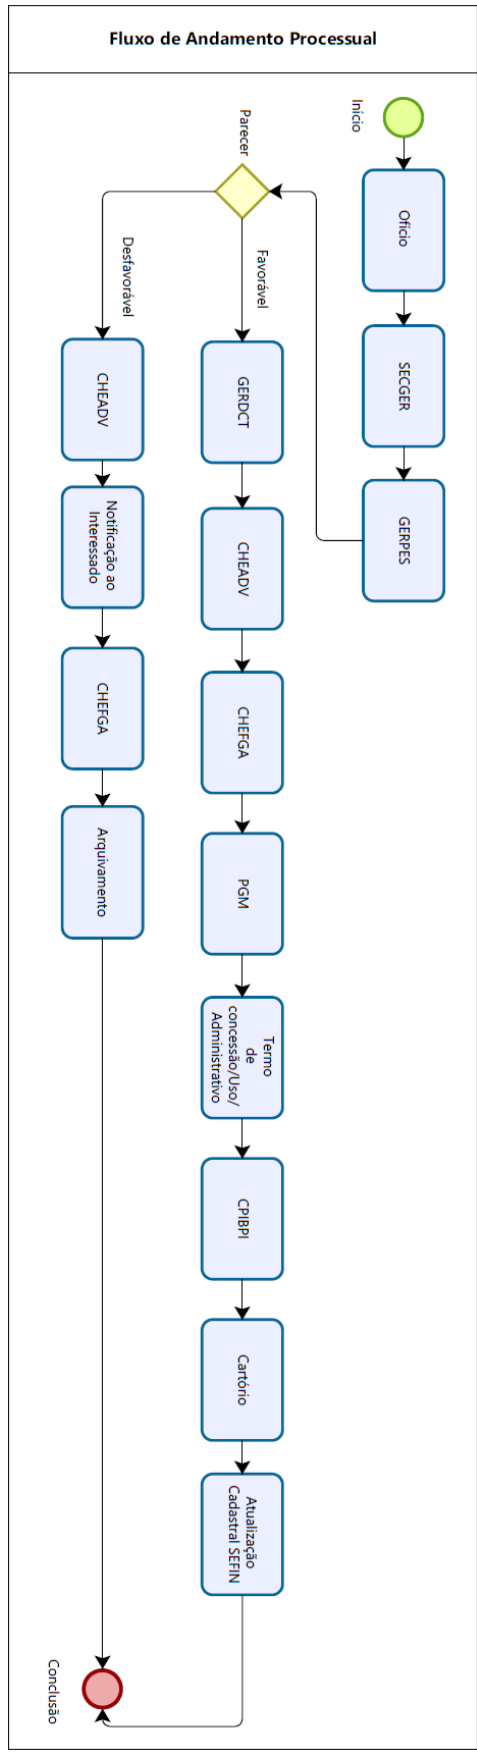 Fluxo de Andamento Processual
Início
Ofício
SECGER
GERPES
Parecer
Favorável
GERDCT
CHEADV
CHEFGA
PGM
Termo
de
concessão/Uso/
Administrativo
CPIBPI
Cartório
Atualização
Cadastral SEFIN
Desfavorável
CHEADV
Notificação ao
Interessado
CHEFGA
Arquivamento
Conclusão